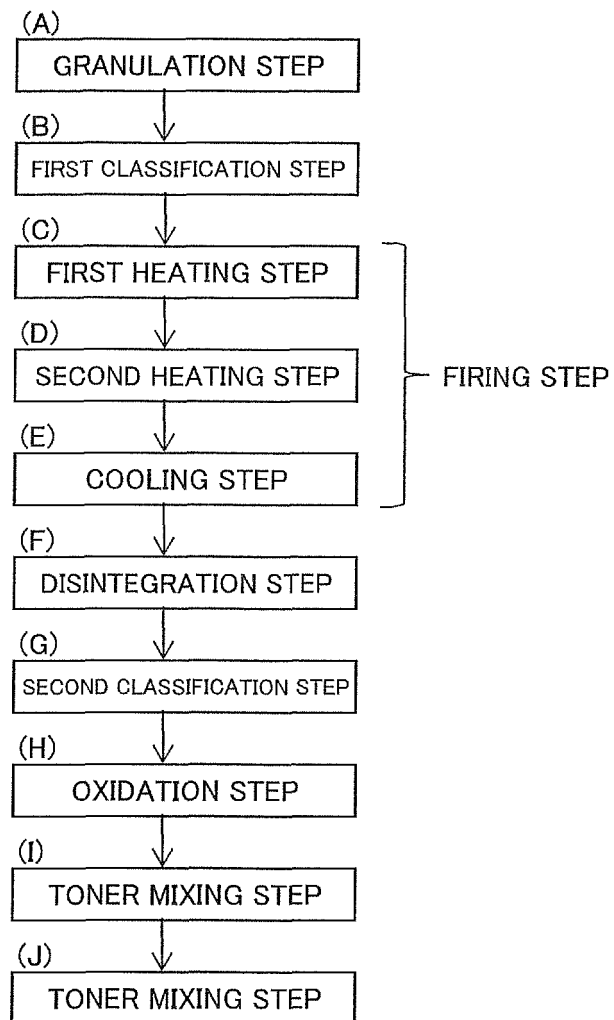 (A)
GRANULATION STEP
(B)
FIRST CLASSIFICATION STEP
(C)
FIRST HEATING STEP
(D)
SECOND HEATING STEP
FIRING STEP
(E)
COOLING STEP
(F)
DISINTEGRATION STEP
(G)
SECOND CLASSIFICATION STEP
(H)
OXIDATION STEP
(I)
TONER MIXING STEP
(J)
TONER MIXING STEP